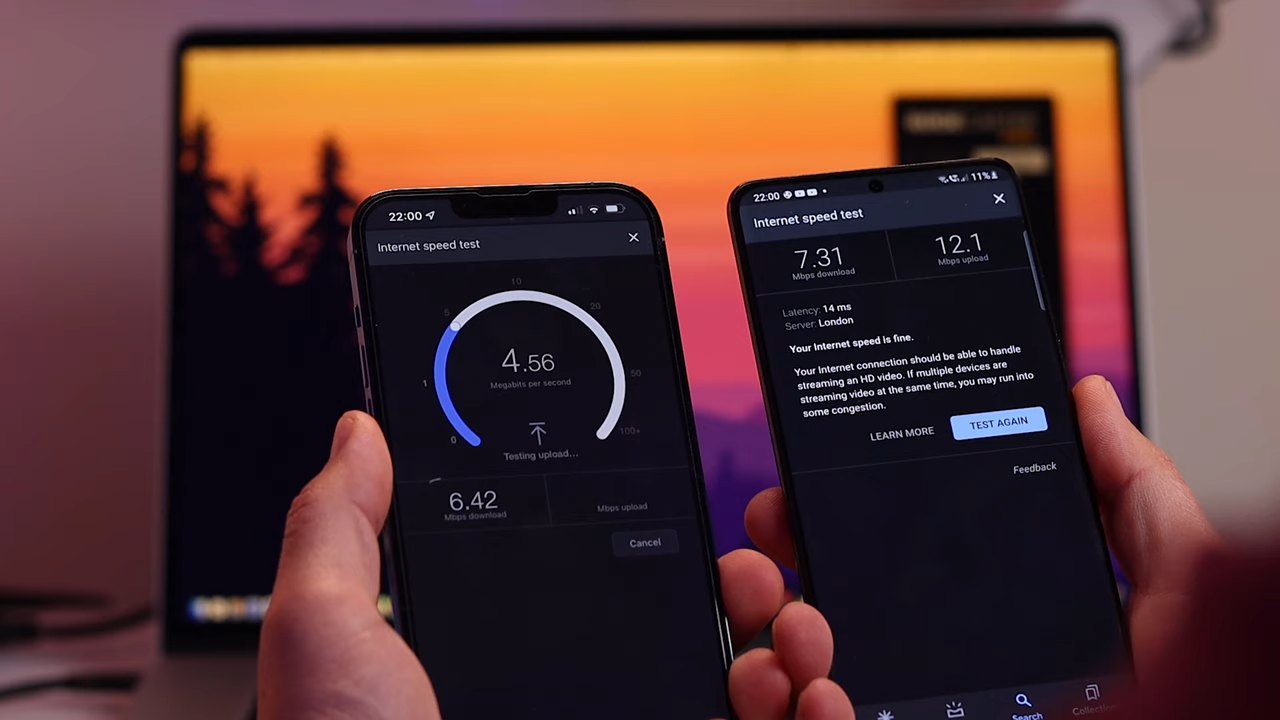 22:00
Internet speed test
10
5
20
4.56
1
50
Megabits per second
0
100+
Testing upload...
6.42
Mbps download
Mbps upload
Cancel
22:00
11%
Internet speed test
7.31
Mbps download
12.1
Mbps upload
Latency: 14 ms
Server: London
Your Internet speed is fine.
Your Internet connection should be able to handle
streaming an HD video. If multiple devices are
streaming video at the same time, you may run into
some congestion.
LEARN MORE
TEST AGAIN
Feedback
Search
Collections